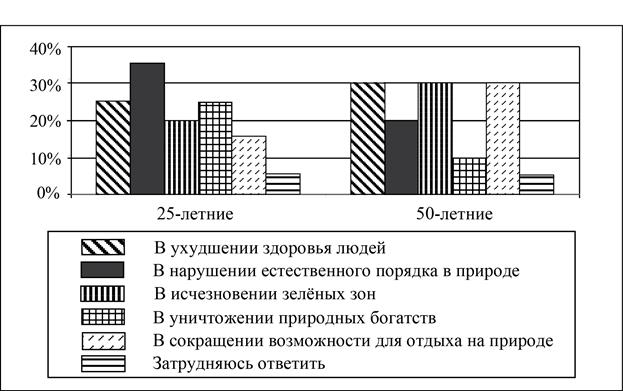 40%
30%
20%
10%
0%
25-летние 50-летние
В ухудшении здоровья людей
В нарушении естественного порядка в природе
В исчезновении зелёных зон
В уничтожении природных богатств
В сокращении возможности для отдыха на природе
Затрудняюсь ответить